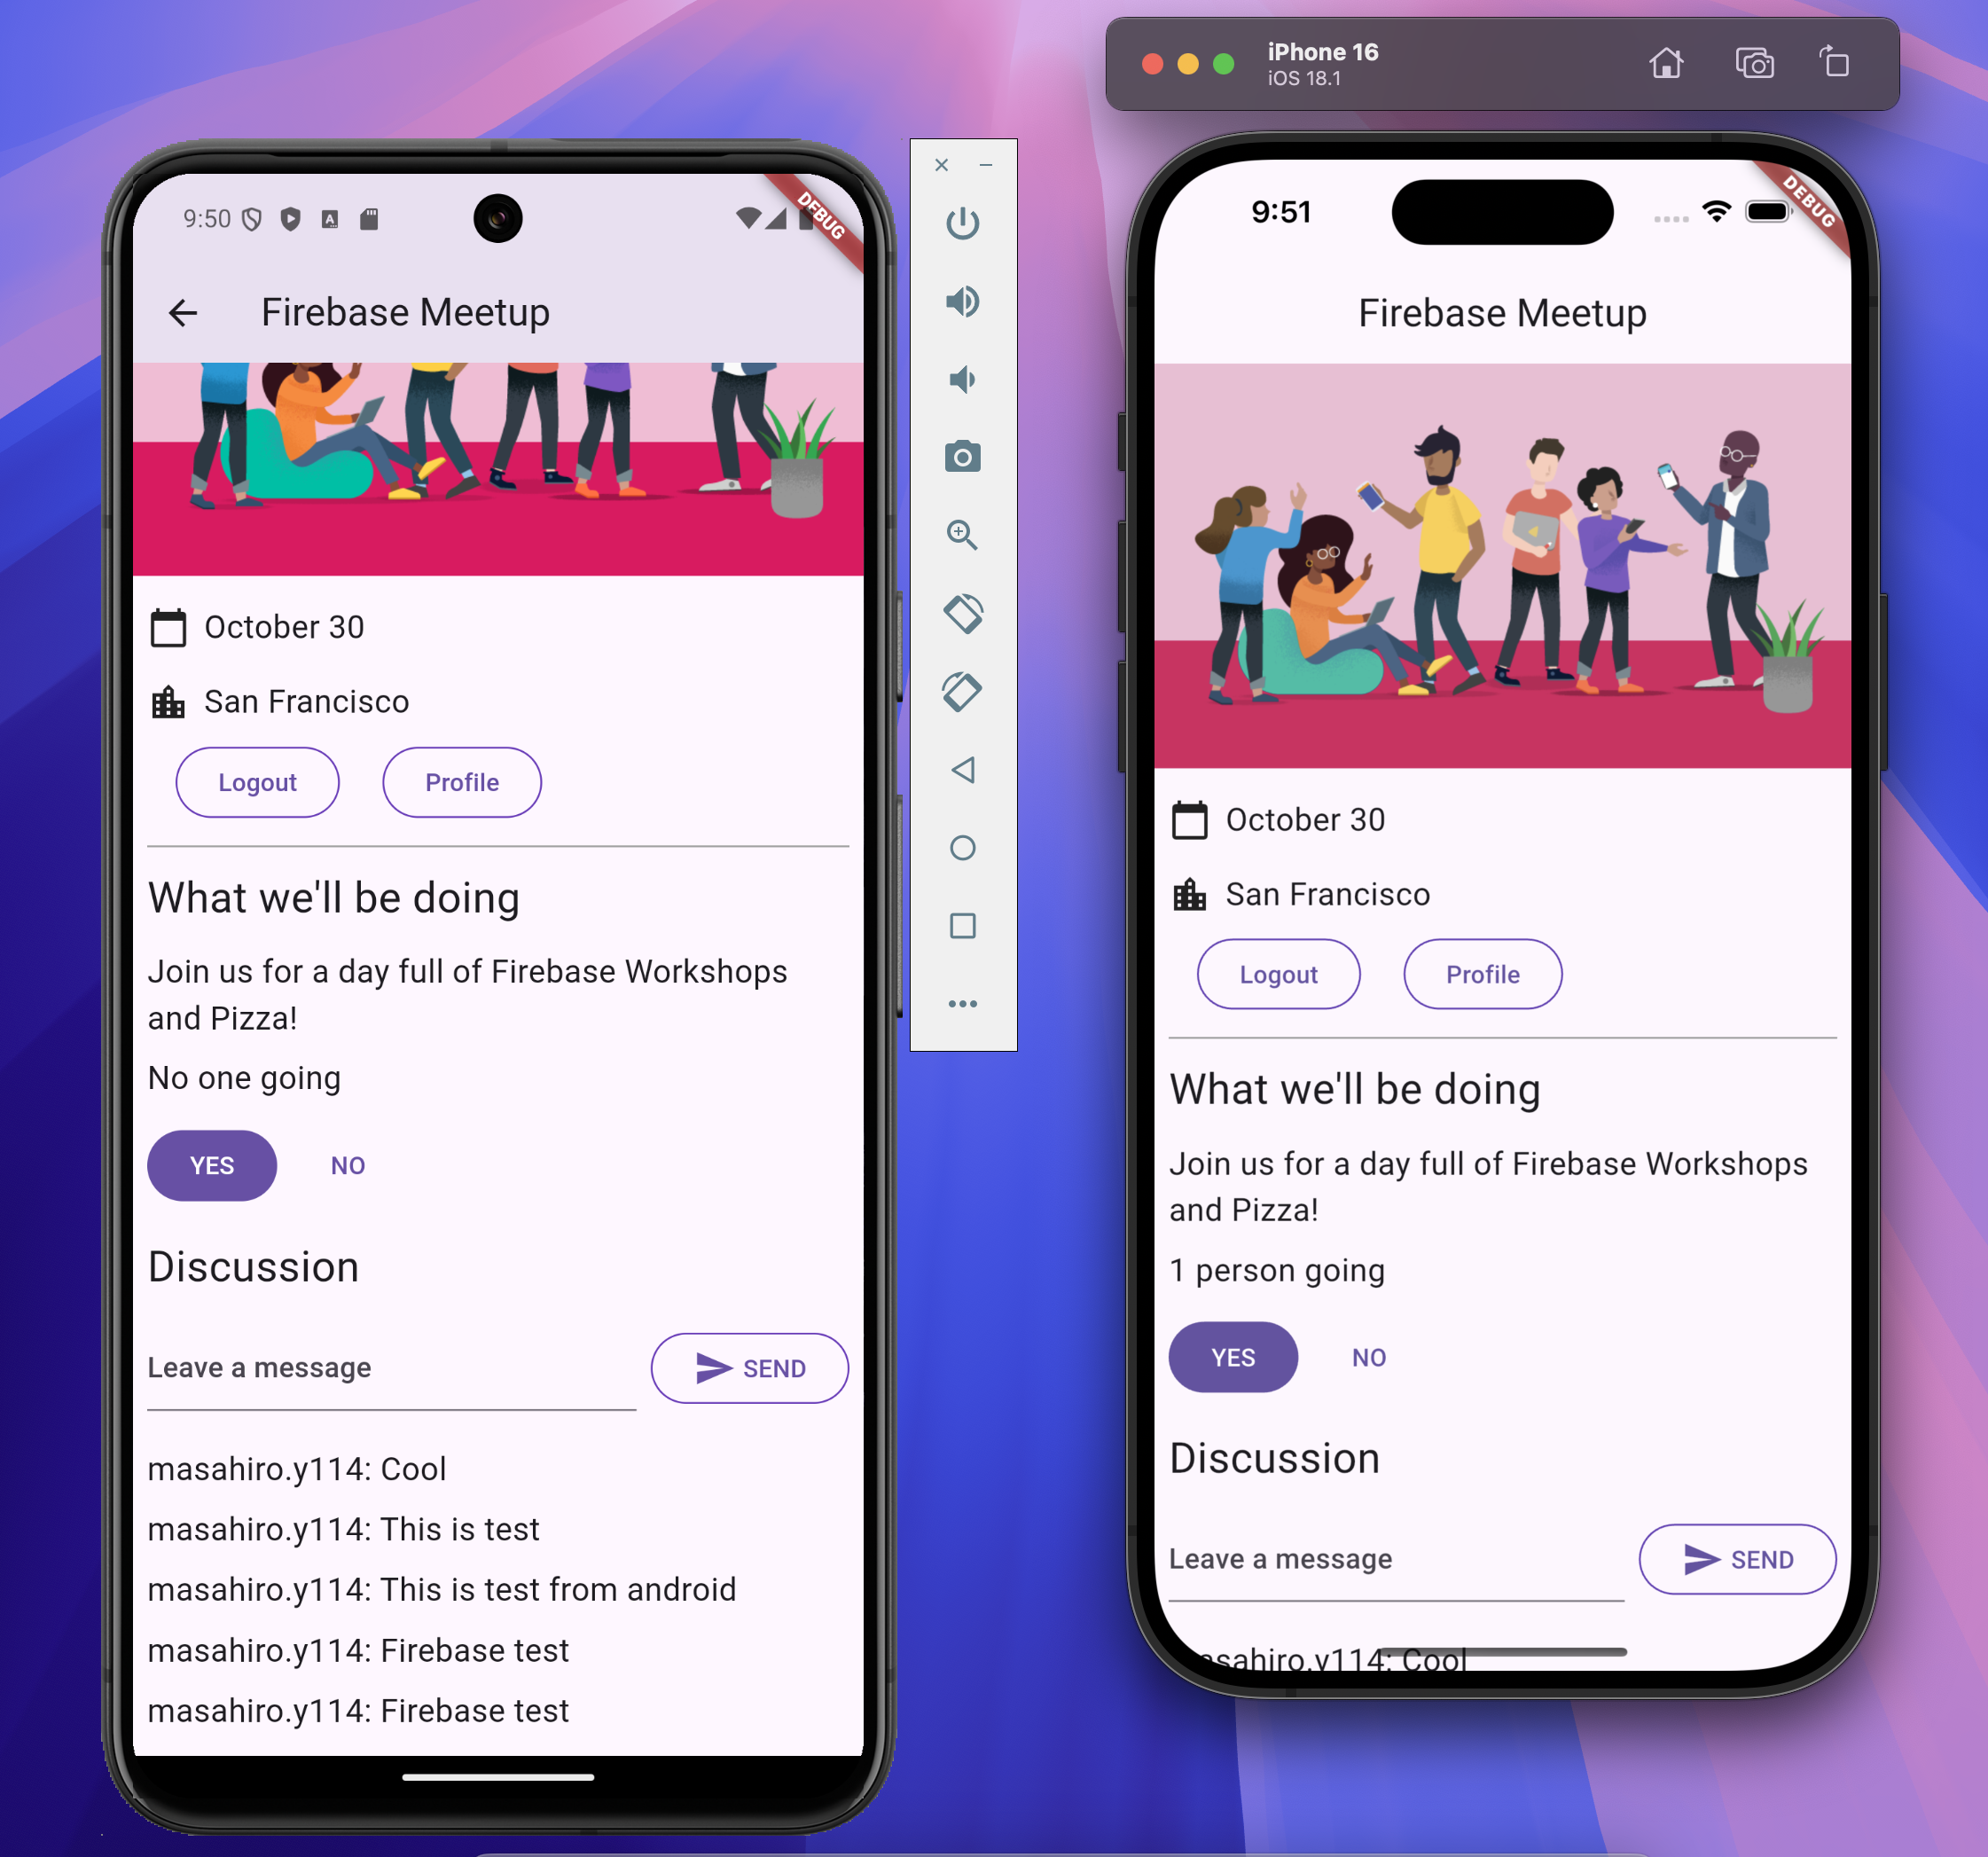 9:50
DEBUG
Firebase Meetup
October 30
San Francisco
Logout Profile
What we'll be doing
Join us for a day full of Firebase Workshops
and Pizza!
No one going
YES NO
Discussion
Leave a message SEND
masahiro.y114: Cool
masahiro.y114: This is test
masahiro.y114: This is test from android
masahiro.y114: Firebase test
masahiro.y114: Firebase test
iPhone 16
iOS 18.1
9:51
DEBUG
Firebase Meetup
October 30
San Francisco
Logout Profile
What we'll be doing
Join us for a day full of Firebase Workshops
and Pizza!
1 person going
YES NO
Discussion
Leave a message SEND
asahiro.y114: Cool